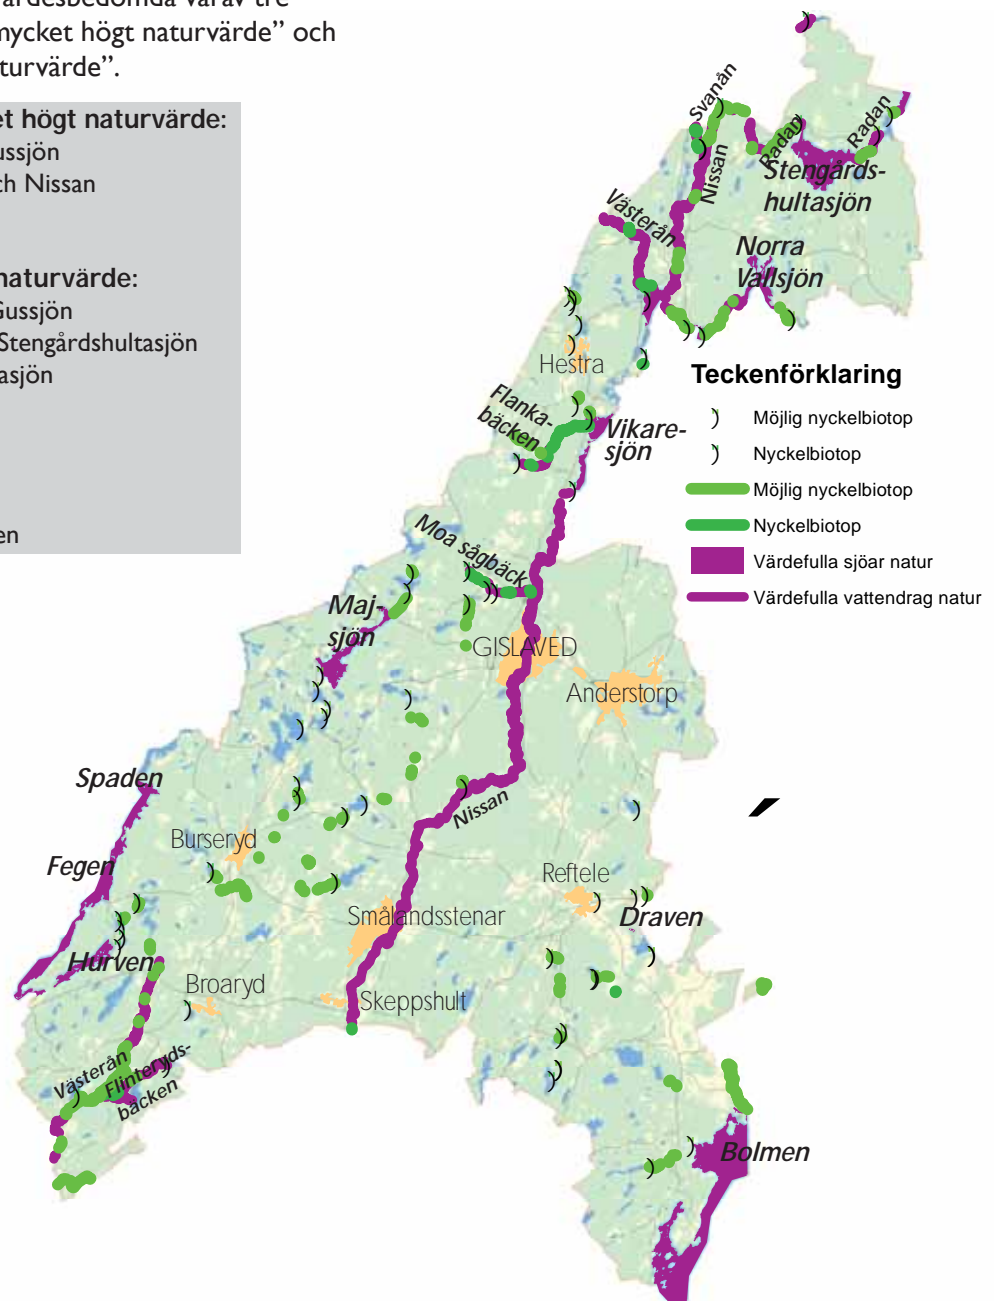 värdesbedömda varav tre
mycket högt naturvärde” och
turvärde”.
et högt naturvärde:
ussjön
ch Nissan
naturvärde:
Gussjön
Stengårdshultasjön
asjön
en
Svanån
Nissan
Radan
Radan
Stengårds-
hultasjön
Västerån
Norra
Vallsjön
Hestra
Flanka-
bäcken
Vikare-
sjön
Teckenförklaring
Möjlig nyckelbiotop
Nyckelbiotop
Möjlig nyckelbiotop
Nyckelbiotop
Värdefulla sjöar natur
Värdefulla vattendrag natur
Moa sågbäck
Maj-
sjön
GISLAVED
Anderstorp
Spaden
Nissan
Burseryd
Fegen
Reftele
Smålandsstenar
Draven
Hurven
Broaryd
Skeppshult
Västerån
Flinteryds-
bäcken
Bolmen